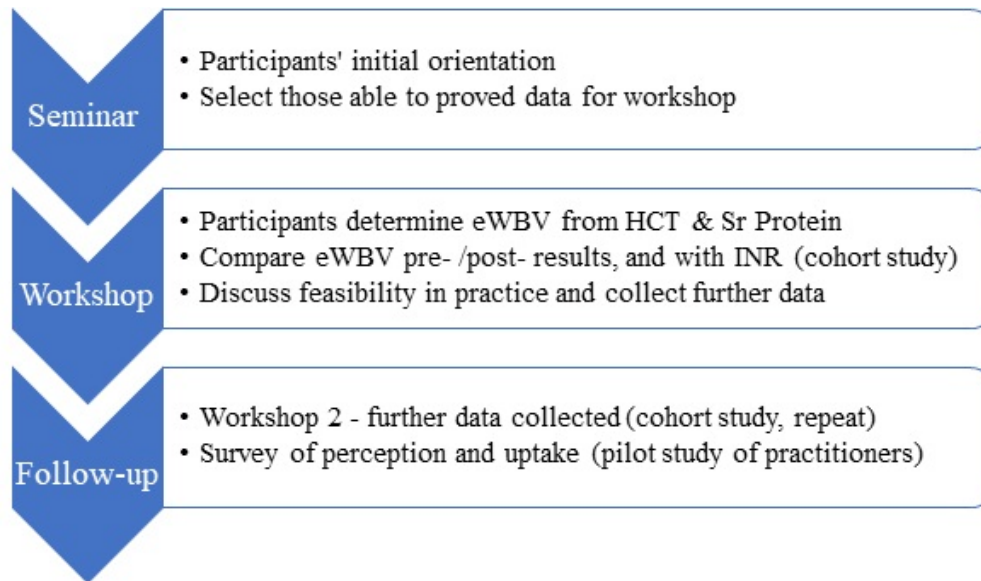 Seminar
• Participants' initial orientation
• Select those able to proved data for workshop
Workshop
• Participants determine eWBV from HCT & Sr Protein
• Compare eWBV pre- /post- results, and with INR (cohort study)
• Discuss feasibility in practice and collect further data
Follow-up
• Workshop 2 - further data collected (cohort study, repeat)
• Survey of perception and uptake (pilot study of practitioners)